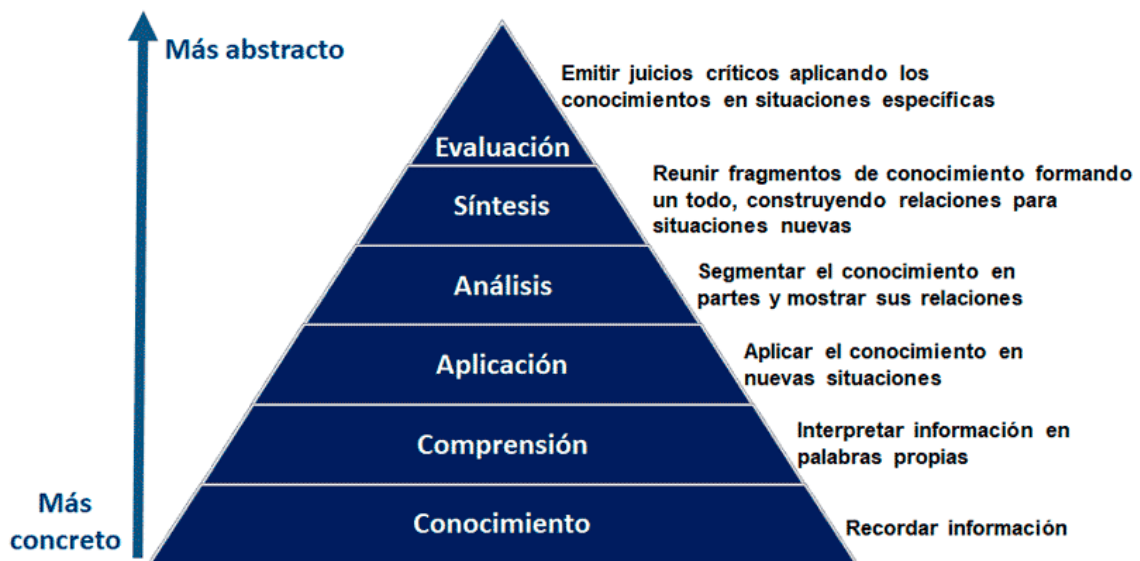 Más abstracto
Emitir juicios críticos aplicando los
conocimientos en situaciones específicas
Evaluación
Reunir fragmentos de conocimiento formando
un todo, construyendo relaciones para
situaciones nuevas
Síntesis
Segmentar el conocimiento en
partes y mostrar sus relaciones
Análisis
Aplicar el conocimiento en
nuevas situaciones
Aplicación
Interpretar información en
palabras propias
Comprensión
Más
concreto
Conocimiento
Recordar información